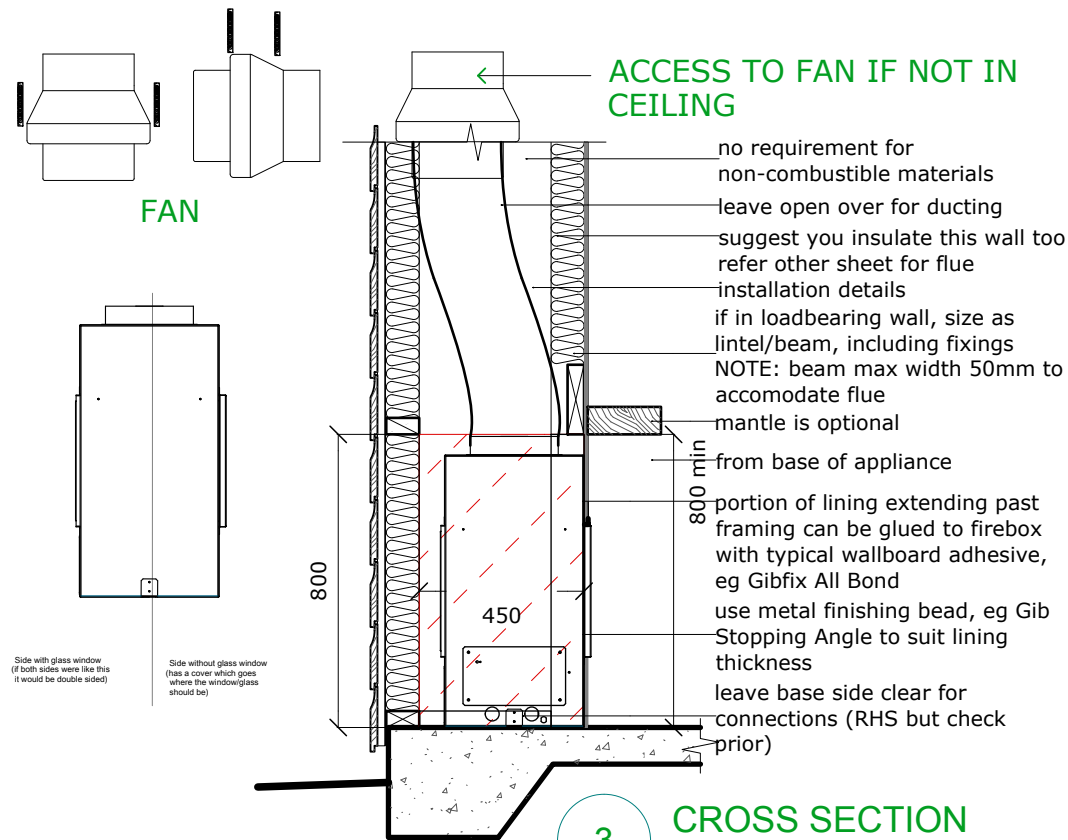 ACCESS TO FAN IF NOT IN
CEILING
FAN
no requirement for
non-combustible materials
leave open over for ducting
suggest you insulate this wall too
refer other sheet for flue
installation details
if in loadbearing wall, size as
lintel/beam, including fixings
NOTE: beam max width 50mm to
accomodate flue
mantle is optional
from base of appliance
800 min
portion of lining extending past
framing can be glued to firebox
with typical wallboard adhesive,
eg Gibfix All Bond
800
450
use metal finishing bead, eg Gib
Stopping Angle to suit lining
thickness
leave base side clear for
connections (RHS but check
prior)
Side with glass window
(if both sides were like this
it would be double sided)
Side without glass window
(has a cover which goes
where the window/glass
should be)
3
CROSS SECTION